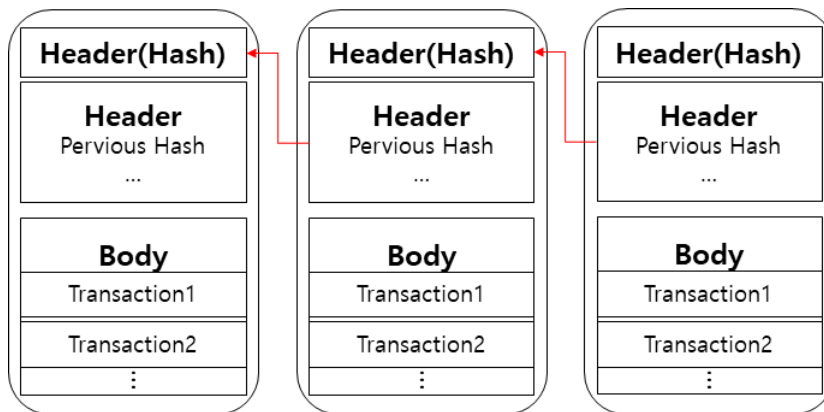 Header(Hash)
Header
Pervious Hash
...
Body
Transaction1
Transaction2
⋮
Header(Hash)
Header
Pervious Hash
...
Body
Transaction1
Transaction2
⋮
Header(Hash)
Header
Pervious Hash
...
Body
Transaction1
Transaction2
⋮